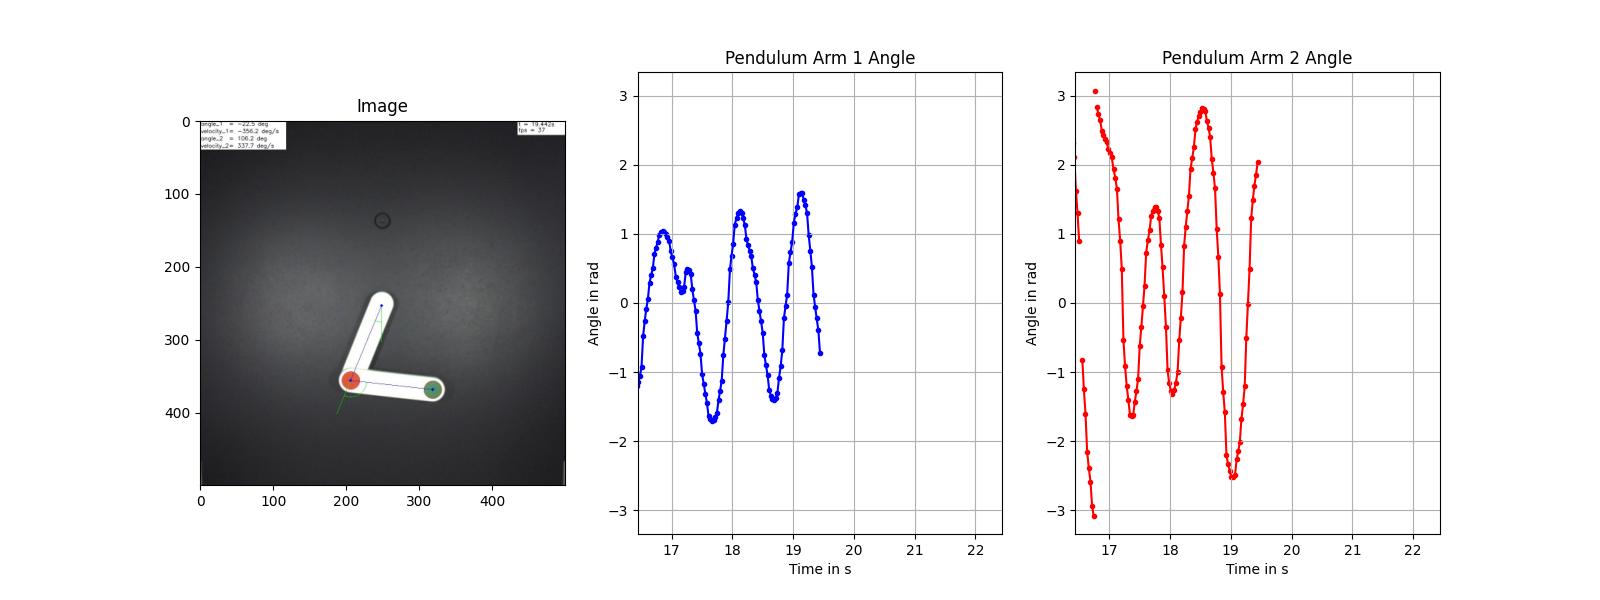 Image
angle_1 = -22.5 deg
velocity_1= -356.2 deg/s
angle_2 = 106.2 deg
velocity_2= 337.7 deg/s
t = 19.442s
fps = 37
0
100
200
300
400
0 100 200 300 400
Pendulum Arm 1 Angle
Angle in rad
3
2
1
0
−1
−2
−3
17 18 19 20 21 22
Time in s
Pendulum Arm 2 Angle
Angle in rad
3
2
1
0
−1
−2
−3
17 18 19 20 21 22
Time in s